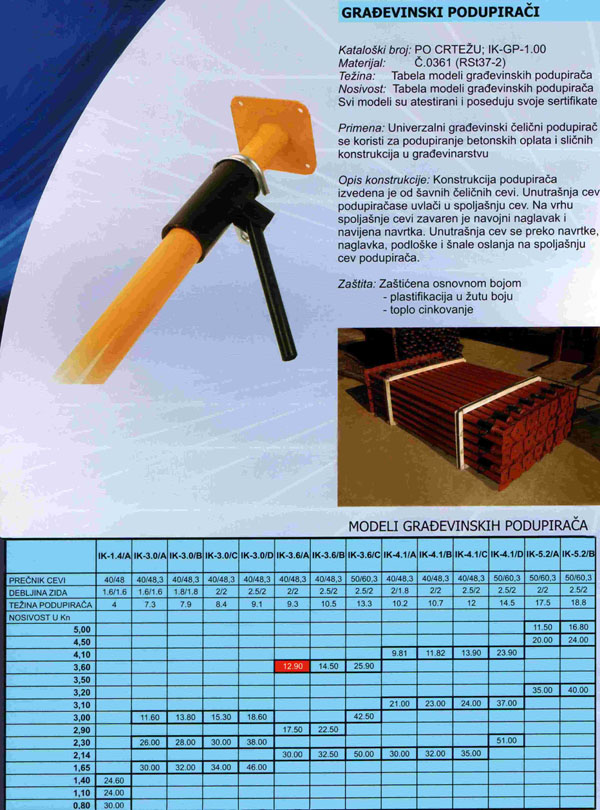 GRAĐEVINSKI PODUPIRAČI
Kataloški broj: PO CRTEŽU; IK-GP-1.00
Materijal: Č.0361 (RSt37-2)
Težina: Tabela modeli građevinskih podupirača
Nosivost: Tabela modeli građevinskih podupirača
Svi modeli su atestirani i poseduju svoje sertifikate
Primena: Univerzalni građevinski čelični podupirač
se koristi za podupiranje betonskih oplata i sličnih
konstrukcija u građevinarstvu
Opis konstrukcije: Konstrukcija podupirača
izvedena je od šavnih čeličnih cevi. Unutrašnja cev
podupiračase uvlači u spoljašnju cev. Na vrhu
spoljašnje cevi zavaren je navojni naglavak i
navijena navrtka. Unutrašnja cev se preko navrtke,
naglavka, podloške i šnale oslanja na spoljašnju
cev podupirača.
Zaštita: Zaštićena osnovnom bojom
- plastifikacija u žutu boju
- toplo cinkovanje
MODELI GRAĐEVINSKIH PODUPIRAČA
IK-1.4/A IK-3.0/A IK-3.0/B IK-3.0/C IK-3.0/D IK-3.6/A IK-3.6/B IK-3.6/C IK-4.1/A IK-4.1/B IK-4.1/C IK-4.1/D IK-5.2/A IK-5.2/B
PREČNIK CEVI 40/48 40/48,3 40/48,3 40/48,3 40/48,3 40/48,3 40/48,3 50/60,3 40/48,3 40/48,3 40/48,3 50/60,3 50/60,3 50/60,3
DEBLJINA ZIDA 1.6/1.6 1.6/1.6 1.8/1.8 2/2 2.5/2 2/2 2.5/2 2.5/2 2/1.8 2/2 2.5/2 2.5/2 2/2 2.5/2
TEŽINA PODUPIRAČA 4 7.3 7.9 8.4 9.1 9.3 10.5 13.3 10.2 10.7 12 14.5 17.5 18.8
NOSIVOST U Kn
5,00 11.50 16.80
4,50 20.00 24.00
4,10 9.81 11.82 13.90 23.90
3,60 12.90 14.50 25.90
3,50
3,20 35.00 40.00
3,10 21.00 23.00 24.00 37.00
3,00 11.60 13.80 15.30 18.60 42.50
2,90 17.50 22.50
2,30 26.00 28.00 30.00 38.00 51.00
2,14 30.00 32.50 50.00 30.00 32.00 35.00
1,65 30.00 32.00 34.00 46.00
1,40 24.60
1,10 24.00
0,80 30.00